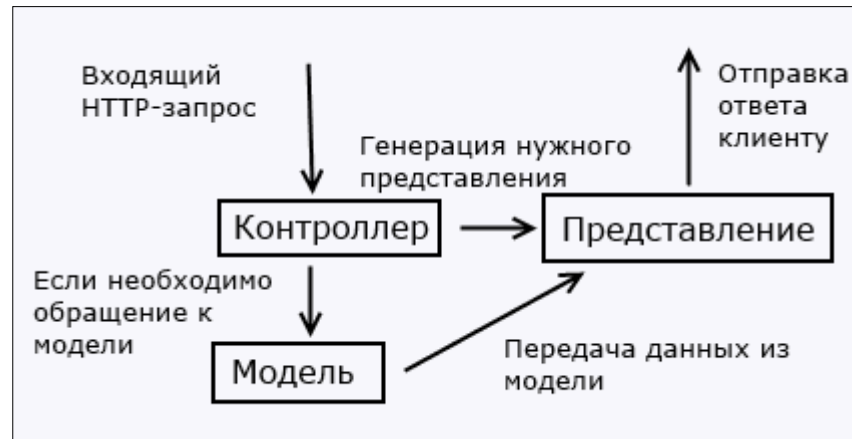 Входящий
HTTP-запрос
Отправка
ответа
клиенту
Генерация нужного
представления
Контроллер
Представление
Если необходимо
обращение к
модели
Модель
Передача данных из
модели